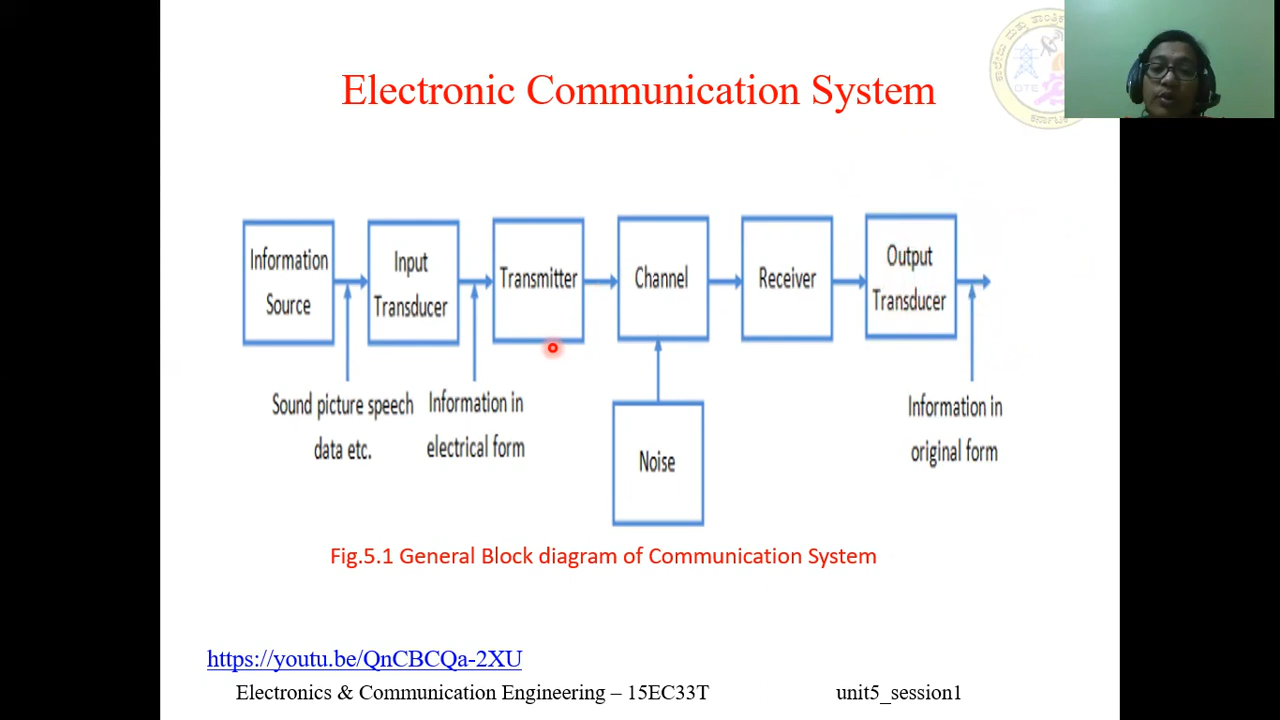 Electronic Communication System
DTE
Information
Source
Input
Transducer
Transmitter
Channel
Receiver
Output
Transducer
Sound picture speech
data etc.
Information in
electrical form
Noise
Information in
original form
Fig.5.1 General Block diagram of Communication System
https://youtu.be/QnCBCQa-2XU
Electronics & Communication Engineering – 15EC33T
unit5_session1